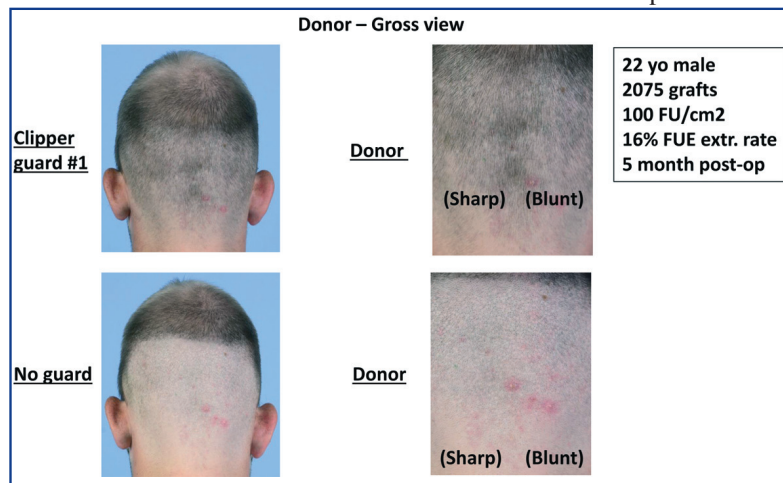 Donor – Gross view
Clipper
guard #1
Donor
(Sharp) (Blunt)
22 yo male
2075 grafts
100 FU/cm2
16% FUE extr. rate
5 month post-op
No guard
Donor
(Sharp) (Blunt)